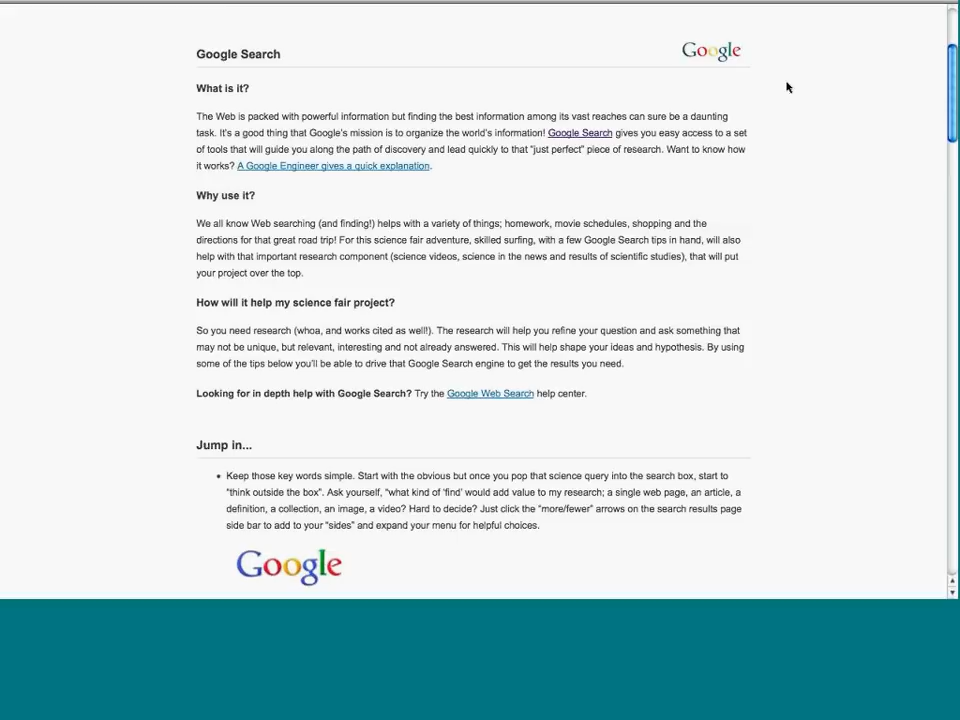 Google Search
Google
What is it?
The Web is packed with powerful information but finding the best information among its vast reaches can sure be a daunting
task. It's a good thing that Google's mission is to organize the world's information! Google Search gives you easy access to a set
of tools that will guide you along the path of discovery and lead quickly to that "just perfect" piece of research. Want to know how
it works? A Google Engineer gives a quick explanation.
Why use it?
We all know Web searching (and finding!) helps with a variety of things; homework, movie schedules, shopping and the
directions for that great road trip! For this science fair adventure, skilled surfing, with a few Google Search tips in hand, will also
help with that important research component (science videos, science in the news and results of scientific studies), that will put
your project over the top.
How will it help my science fair project?
So you need research (whoa, and works cited as well!). The research will help you refine your question and ask something that
may not be unique, but relevant, interesting and not already answered. This will help shape your ideas and hypothesis. By using
some of the tips below you'll be able to drive that Google Search engine to get the results you need.
Looking for in depth help with Google Search? Try the Google Web Search help center.
Jump in...
• Keep those key words simple. Start with the obvious but once you pop that science query into the search box, start to
"think outside the box". Ask yourself, "what kind of 'find' would add value to my research; a single web page, an article, a
definition, a collection, an image, a video? Hard to decide? Just click the "more/fewer" arrows on the search results page
side bar to add to your "sides" and expand your menu for helpful choices.
Google